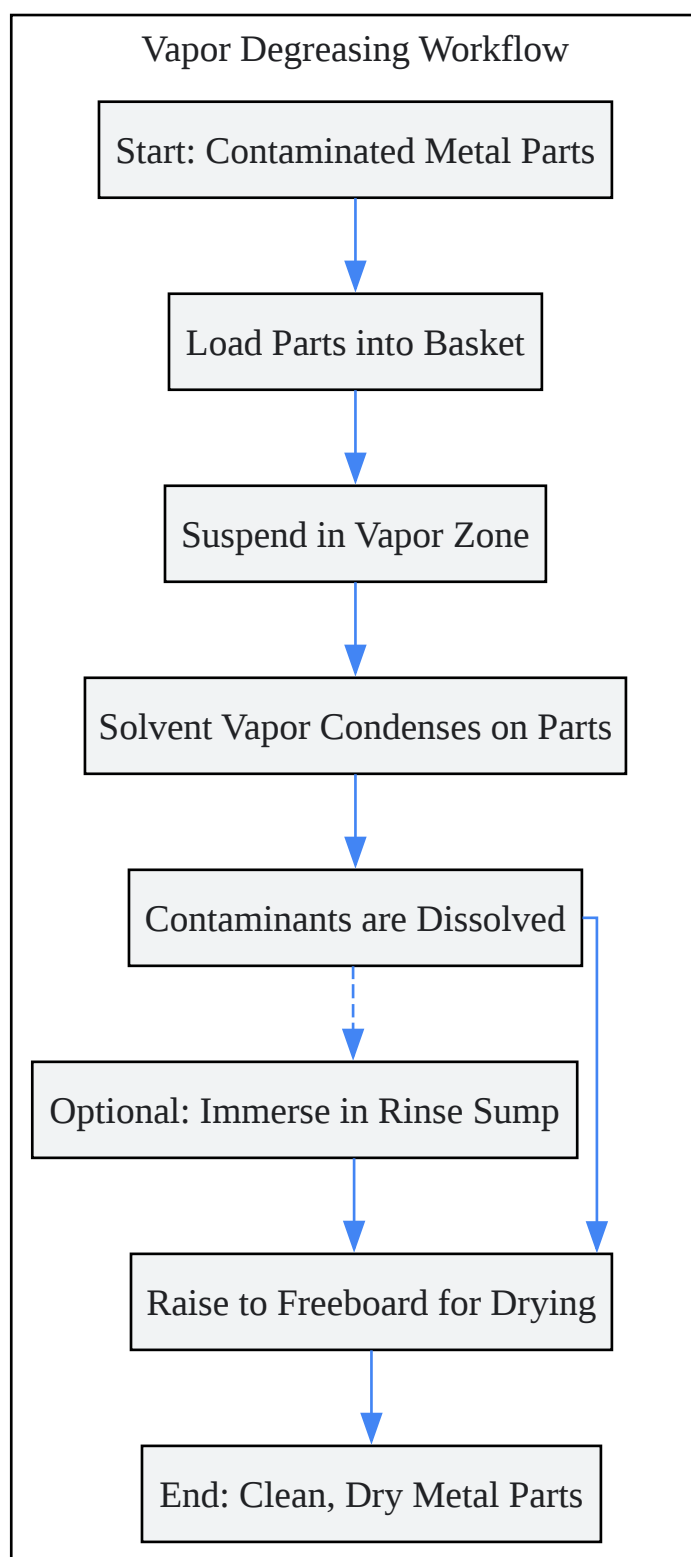 Vapor Degreasing Workflow
Start: Contaminated Metal Parts
Load Parts into Basket
Suspend in Vapor Zone
Solvent Vapor Condenses on Parts
Contaminants are Dissolved
Optional: Immerse in Rinse Sump
Raise to Freeboard for Drying
End: Clean, Dry Metal Parts